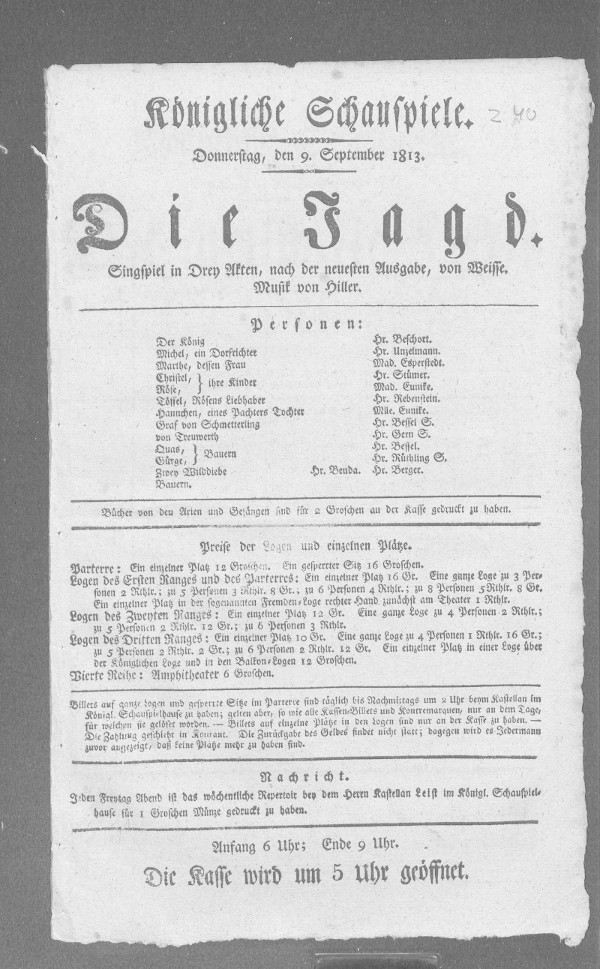 Königliche Schauspiele.
Donnerstag, den 9. September 1813.
Die Jagd.
Singspiel in Drey Akten, nach der neuesten Ausgabe, von Weisse.
Musik von Hiller.
Personen:
Der König Hr. Beschort.
Michel, ein Dorfrichter Hr. Unzelmann.
Marthe, dessen Frau Mad. Esperstedt.
Christel, } ihre Kinder Hr. Stümer.
Röse, Mad. Eunike.
Töffel, Rösens Liebhaber Hr. Rebenstein.
Hannchen, eines Pachters Tochter Mlle. Eunike.
Graf von Schmetterling Hr. Bessel S.
von Treuwerth Hr. Gern S.
Quas, } Bauern Hr. Bessel.
Gürge, Hr. Rüthling S.
Zwey Wilddiebe Hr. Benda. Hr. Berger.
Bauern.
Bücher von den Arien und Gesängen sind für 2 Groschen an der Kasse gedruckt zu haben.
Preise der Logen und einzelnen Plätze.
Parterre: Ein einzelner Platz 12 Groschen. Ein gesperrter Sitz 16 Groschen.
Logen des Ersten Ranges und des Parterres: Ein einzelner Platz 16 Gr. Eine ganze Loge zu 3 Per-
sonen 2 Rthlr.; zu 5 Personen 3 Rthlr. 8 Gr.; zu 6 Personen 4 Rthlr.; zu 8 Personen 5 Rthlr. 8 Gr.
Ein einzelner Platz in der sogenannten Fremden-Loge rechter Hand zunächst am Theater 1 Rthlr.
Logen des Zweyten Ranges: Ein einzelner Platz 12 Gr. Eine ganze Loge zu 4 Personen 2 Rthlr.;
zu 5 Personen 2 Rthlr. 12 Gr.; zu 6 Personen 3 Rthlr.
Logen des Dritten Ranges: Ein einzelner Platz 10 Gr. Eine ganze Loge zu 4 Personen 1 Rthlr. 16 Gr.;
zu 5 Personen 2 Rthlr. 2 Gr.; zu 6 Personen 2 Rthlr. 12 Gr. Ein einzelner Platz in einer Loge über
der Königlichen Loge und in den Balkon-Logen 12 Groschen.
Vierte Reihe: Amphitheater 6 Groschen.
Billets auf ganze Logen und gesperrte Sitze im Parterre sind täglich bis Nachmittags um 2 Uhr beym Kastellan im
Königl. Schauspielhause zu haben; gelten aber, so wie alle Kassen-Billets und Kontremarquen, nur an dem Tage,
für welchen sie gelöset worden. — Billets auf einzelne Plätze in den Logen sind nur an der Kasse zu haben. —
Die Zahlung geschieht in Kourant. Die Zurückgabe des Geldes findet nicht statt; dagegen wird es Jedermann
zuvor angezeigt, daß keine Plätze mehr zu haben sind.
Nachricht.
Jeden Freytag Abend ist das wöchentliche Repertoir bey dem Herrn Kastellan Leist im Königl. Schauspiel-
hause für 1 Groschen Münze gedruckt zu haben.
Anfang 6 Uhr; Ende 9 Uhr.
Die Kasse wird um 5 Uhr geöffnet.